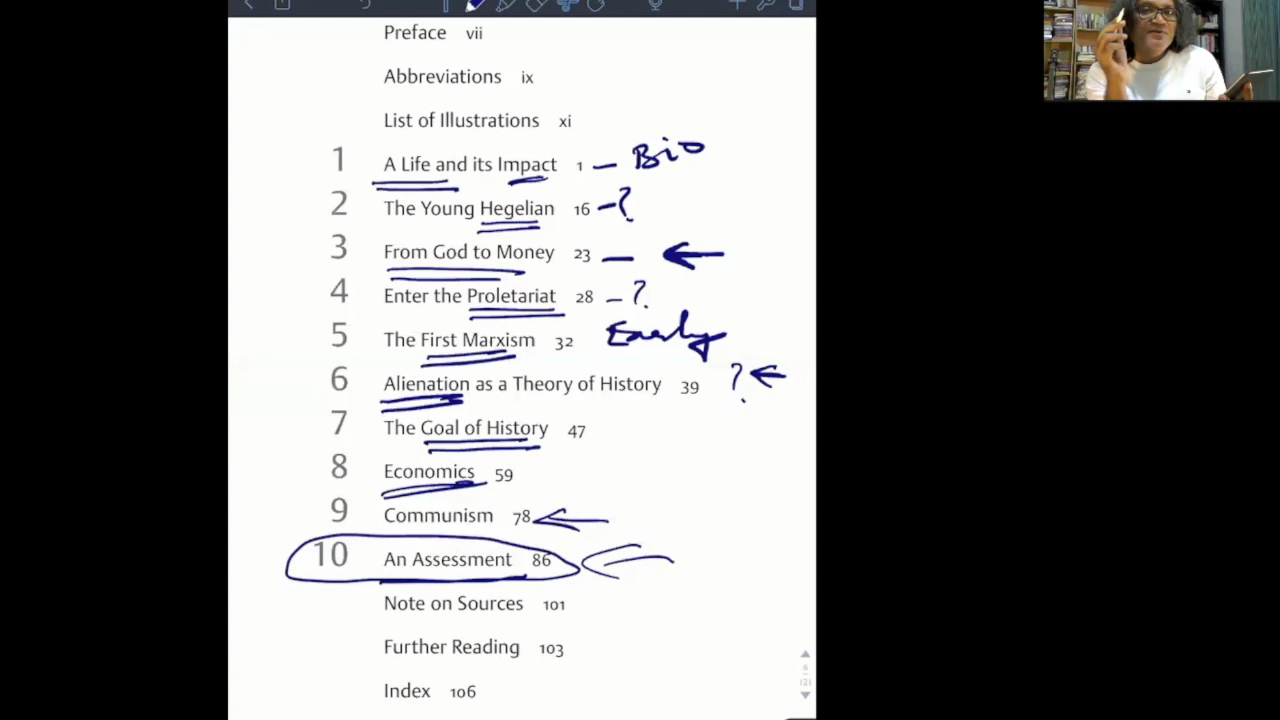 Preface vii
Abbreviations ix
List of Illustrations xi
1 A Life and its Impact 1 – Bio
2 The Young Hegelian 16 – ?
3 From God to Money 23 – ←
4 Enter the Proletariat 28 – ?
5 The First Marxism 32 Early
6 Alienation as a Theory of History 39 ? ←
7 The Goal of History 47
8 Economics 59
9 Communism 78 ←
10 An Assessment 86 ←
Note on Sources 101
Further Reading 103
Index 106
6
121